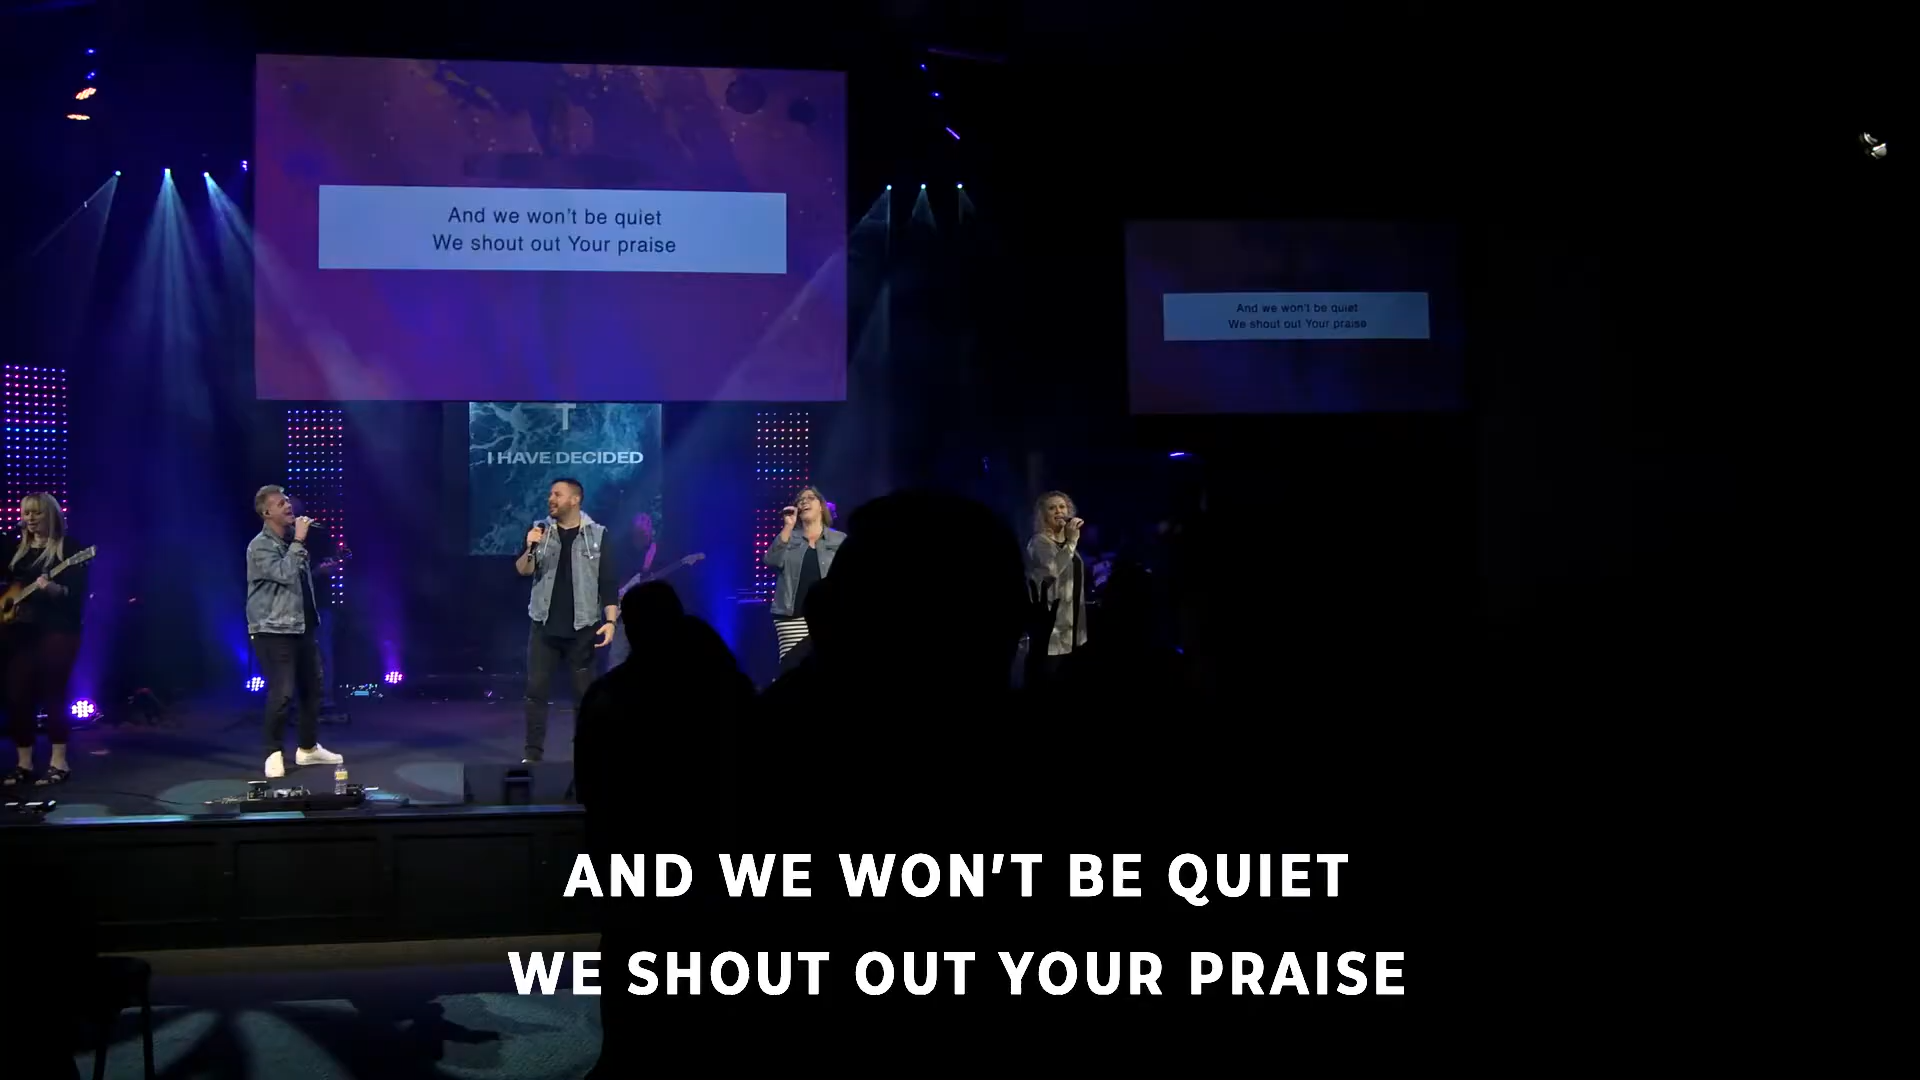 And we won't be quiet
We shout out Your praise
And we won't be quiet
We shout out Your praise
I HAVE DECIDED
AND WE WON'T BE QUIET
WE SHOUT OUT YOUR PRAISE